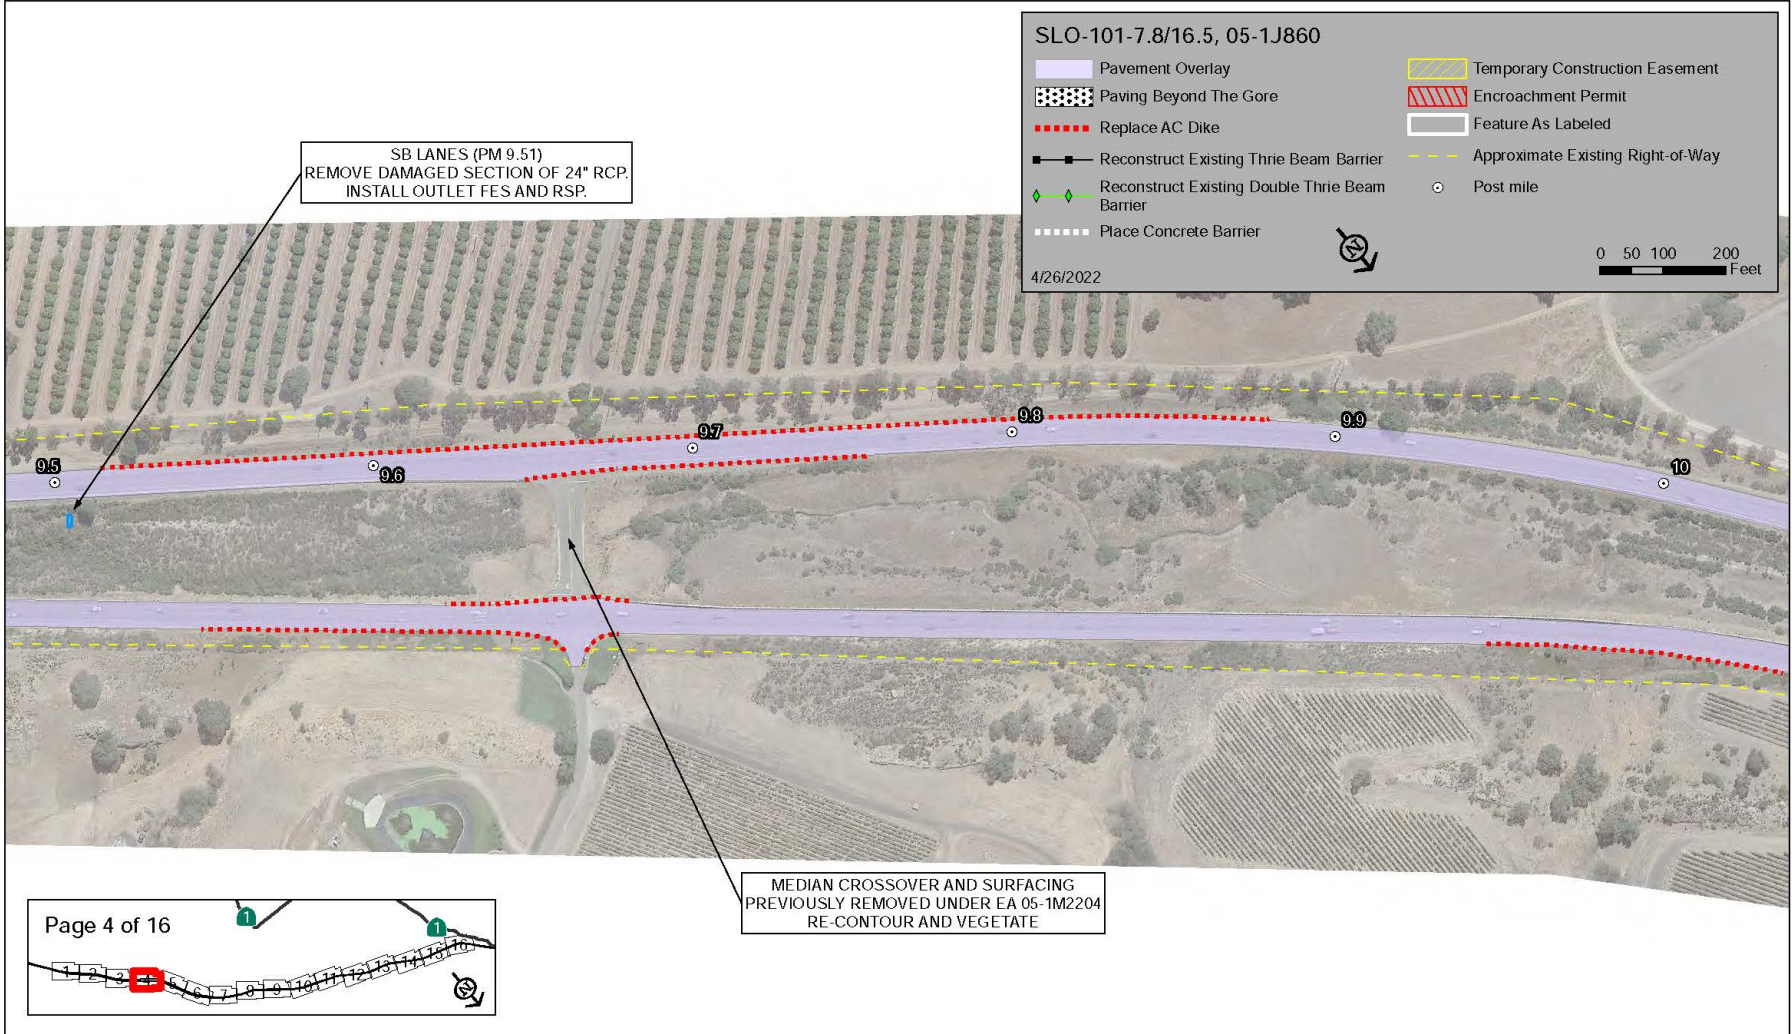 SLO-101-7.8/16.5, 05-1J860
Pavement Overlay
Paving Beyond The Gore
Replace AC Dike
Reconstruct Existing Thrie Beam Barrier
Reconstruct Existing Double Thrie Beam
Barrier
Place Concrete Barrier
4/26/2022
Temporary Construction Easement
Encroachment Permit
Feature As Labeled
Approximate Existing Right-of-Way
Post mile
N
0 50 100 200
Feet
SB LANES (PM 9.51)
REMOVE DAMAGED SECTION OF 24" RCP.
INSTALL OUTLET FES AND RSP.
9.5
9.6
9.7
9.8
9.9
10
MEDIAN CROSSOVER AND SURFACING
PREVIOUSLY REMOVED UNDER EA 05-1M2204
RE-CONTOUR AND VEGETATE
Page 4 of 16
1
1
1 2 3 4 5 6 7 8 9 10 11 12 13 14 15 16
N